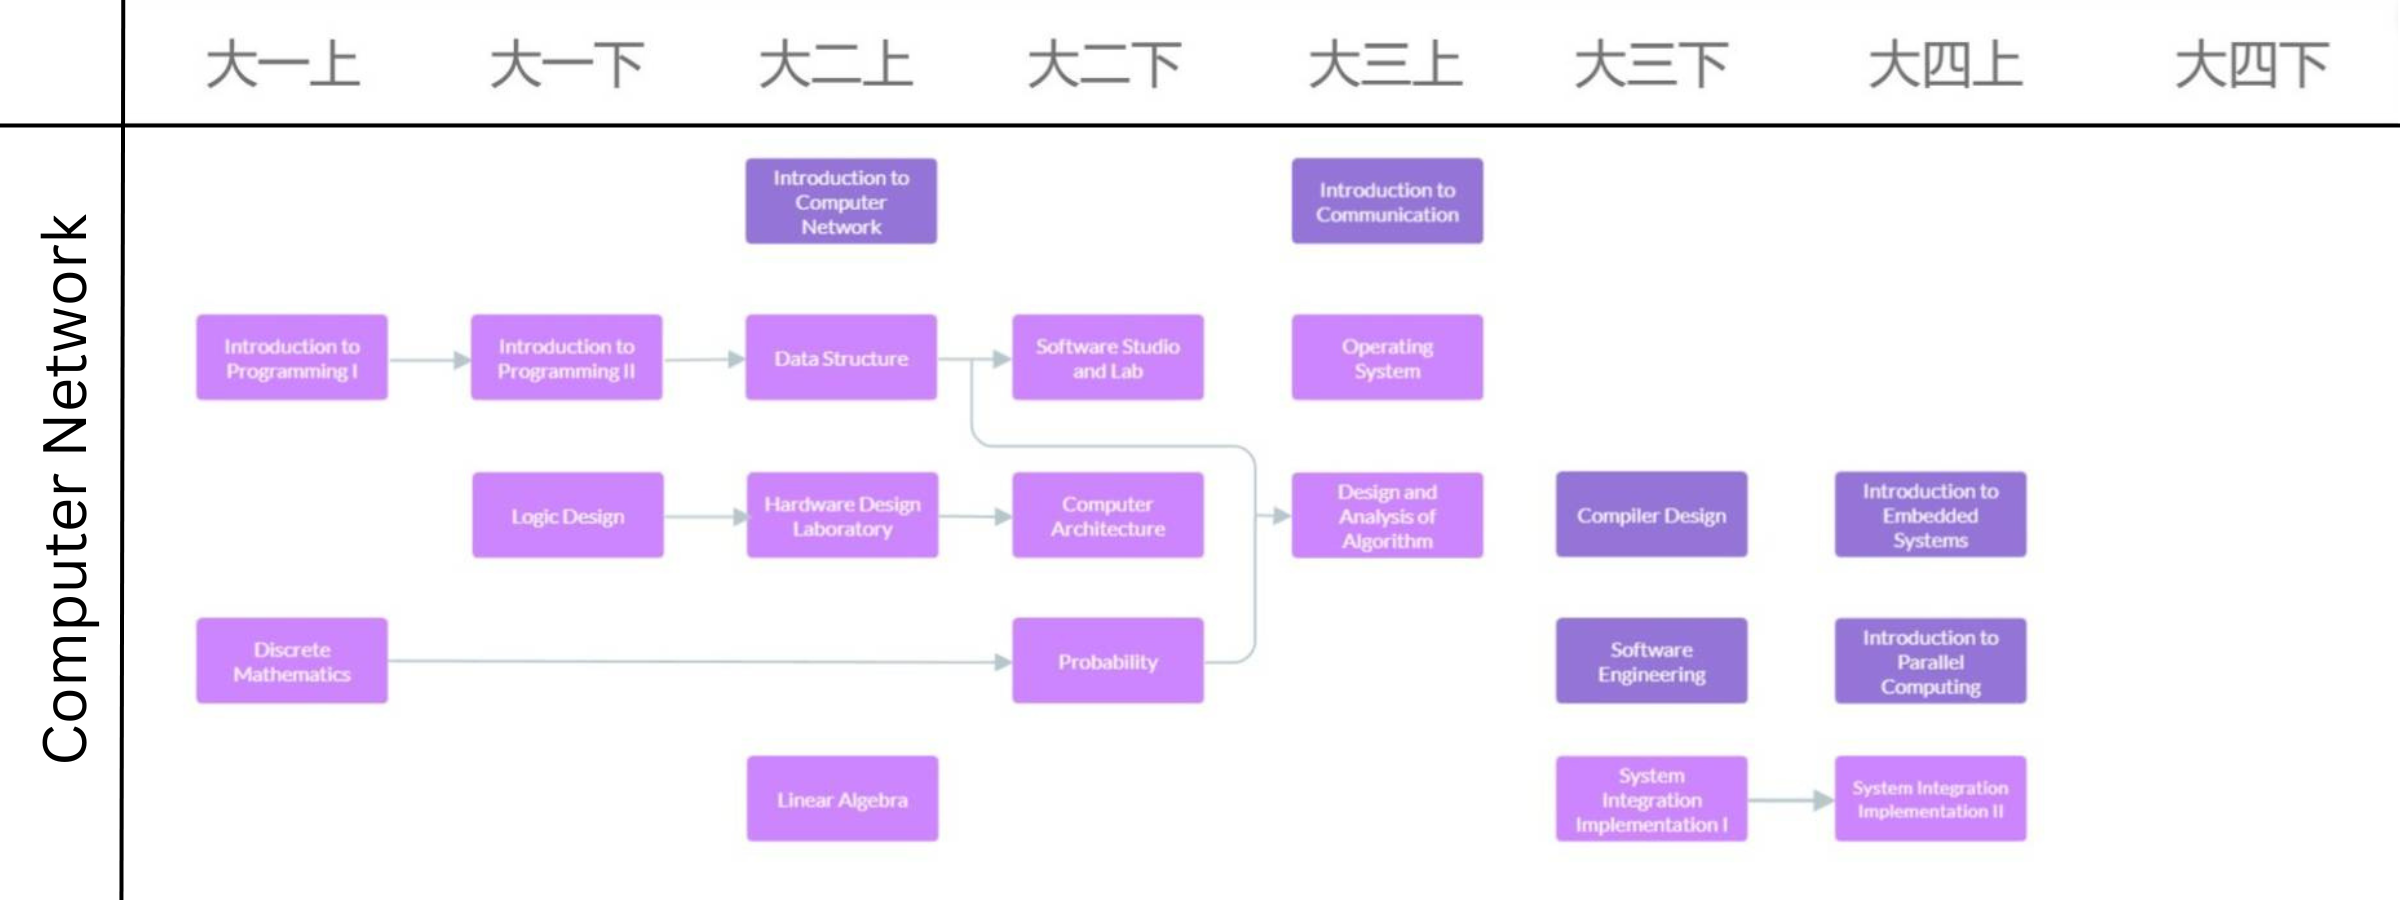 大一上
大一下
大二上
大二下
大三上
大三下
大四上
大四下
Computer Network
Introduction to
Computer
Network
Introduction to
Communication
Introduction to
Programming I
Introduction to
Programming II
Data Structure
Software Studio
and Lab
Operating
System
Logic Design
Hardware Design
Laboratory
Computer
Architecture
Design and
Analysis of
Algorithm
Compiler Design
Introduction to
Embedded
Systems
Discrete
Mathematics
Probability
Software
Engineering
Introduction to
Parallel
Computing
Linear Algebra
System
Integration
Implementation I
System Integration
Implementation II